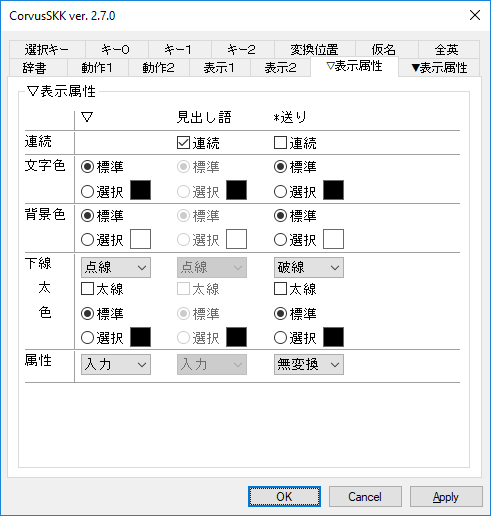 CorvusSKK ver. 2.7.0
選択キー キー0 キー1 キー2 変換位置 仮名 全英
辞書 動作1 動作2 表示1 表示2 ▽表示属性 ▼表示属性
▽表示属性
▽ 見出し語 *送り
連続 連続 連続
文字色 標準 標準 標準
選択 選択 選択
背景色 標準 標準 標準
選択 選択 選択
下線 点線 点線 破線
太 太線 太線 太線
色 標準 標準 標準
選択 選択 選択
属性 入力 入力 無変換
OK Cancel Apply